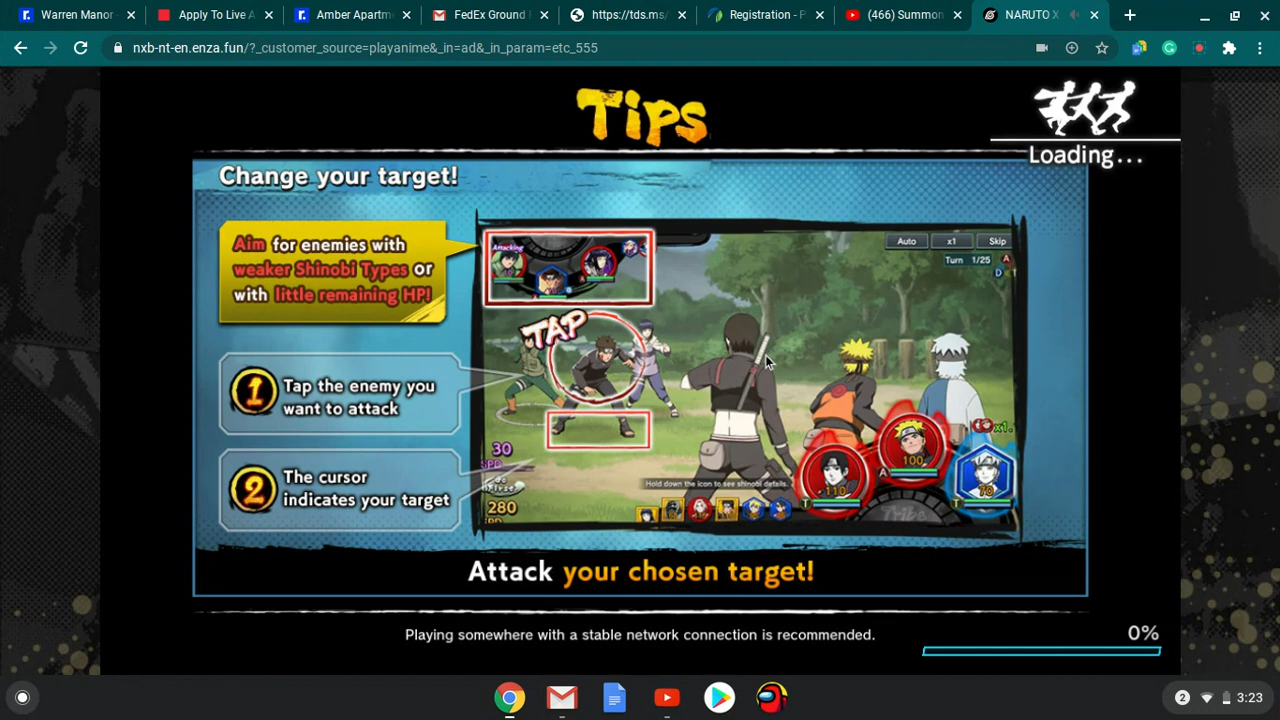 Warren Manor -
Apply To Live A
Amber Apartm
FedEx Ground
https://tds.ms/
Registration - P
(466) Summon
NARUTO X
nxb-nt-en.enza.fun/?_customer_source=playanime&_in=ad&_in_param=etc_555
Tips
Loading...
Change your target!
Aim for enemies with
weaker Shinobi Types or
with little remaining HP!
Attacking
Auto
x1
Skip
Turn 1/25
A
D
TAP
1
Tap the enemy you
want to attack
2
The cursor
indicates your target
30
280
Hold down the icon to see shinobi details.
x1.
110
100
70
A
T
T
Tribe
Attack your chosen target!
Playing somewhere with a stable network connection is recommended.
0%
2
3:23